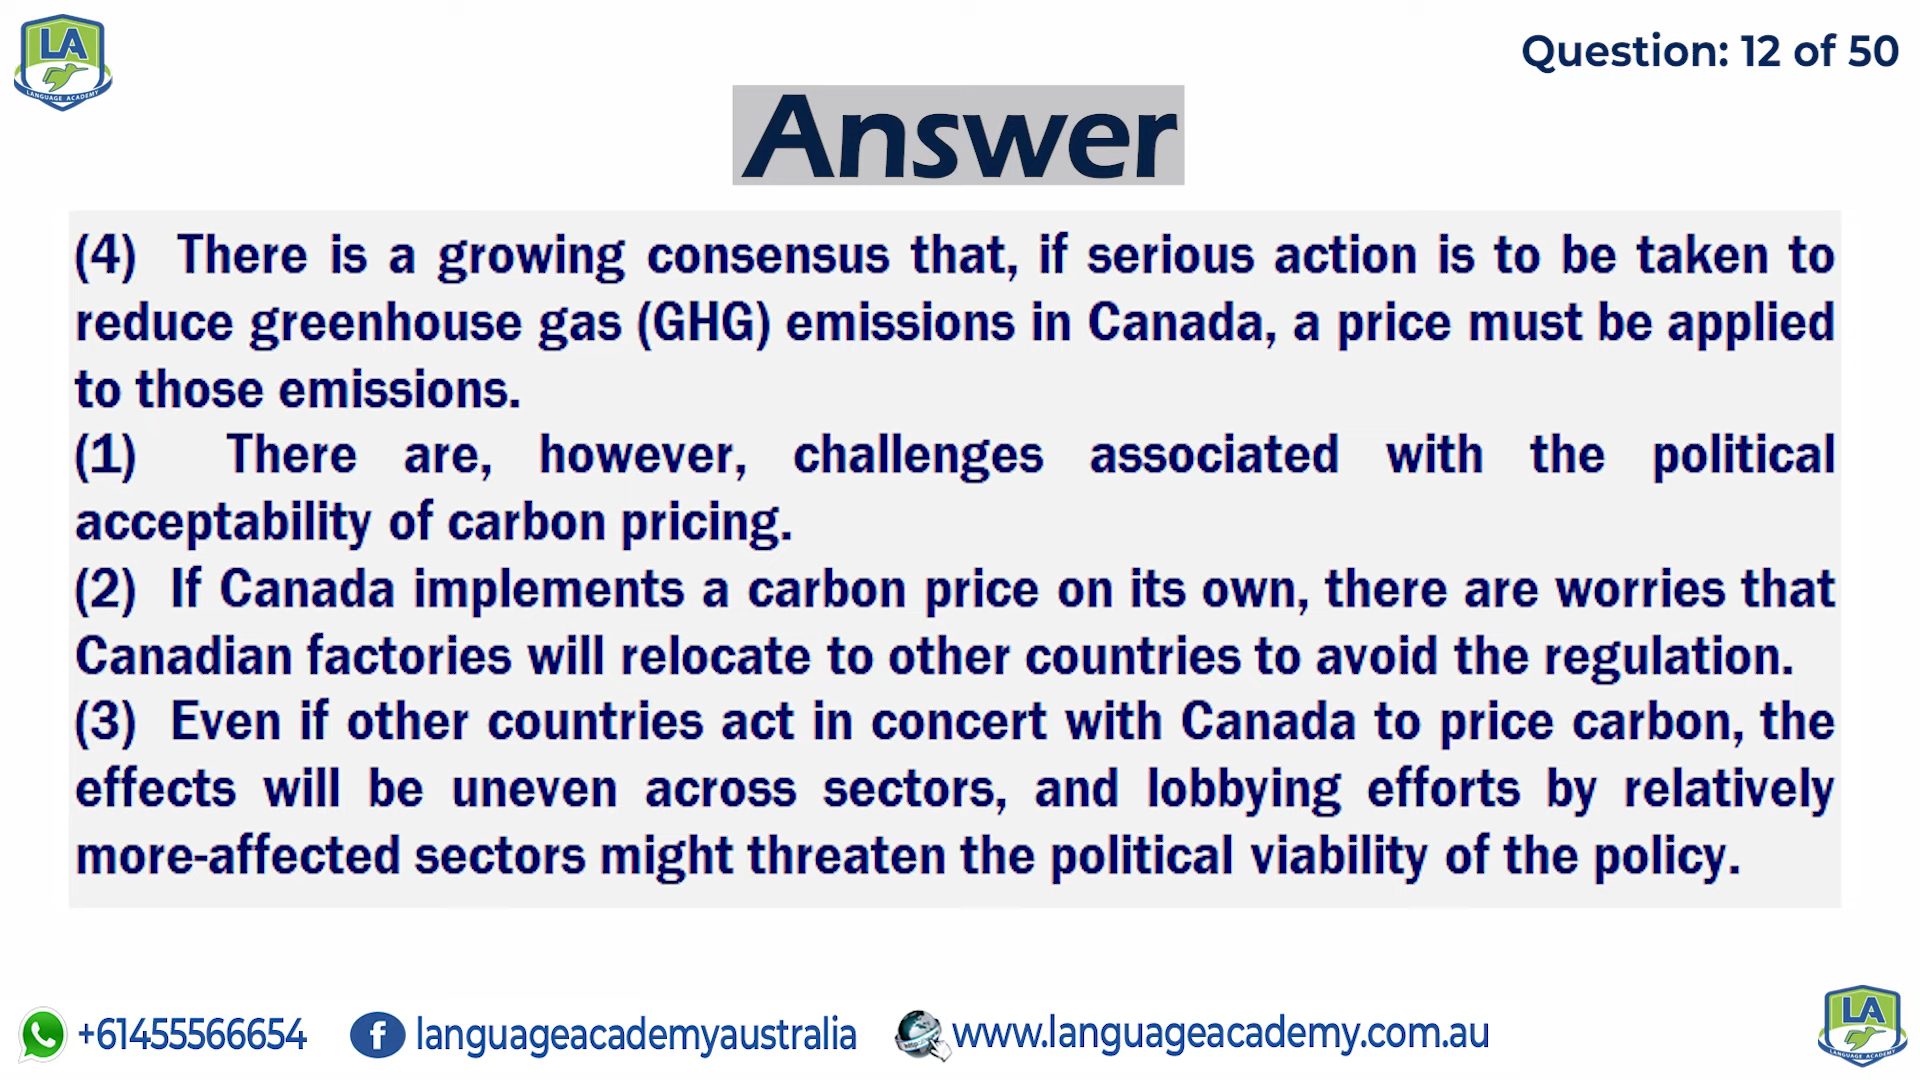 LA
LANGUAGE ACADEMY
Question: 12 of 50
Answer
(4) There is a growing consensus that, if serious action is to be taken to
reduce greenhouse gas (GHG) emissions in Canada, a price must be applied
to those emissions.
(1) There are, however, challenges associated with the political
acceptability of carbon pricing.
(2) If Canada implements a carbon price on its own, there are worries that
Canadian factories will relocate to other countries to avoid the regulation.
(3) Even if other countries act in concert with Canada to price carbon, the
effects will be uneven across sectors, and lobbying efforts by relatively
more-affected sectors might threaten the political viability of the policy.
+61455566654
f languageacademyaustralia
www.languageacademy.com.au
LA
LANGUAGE ACADEMY